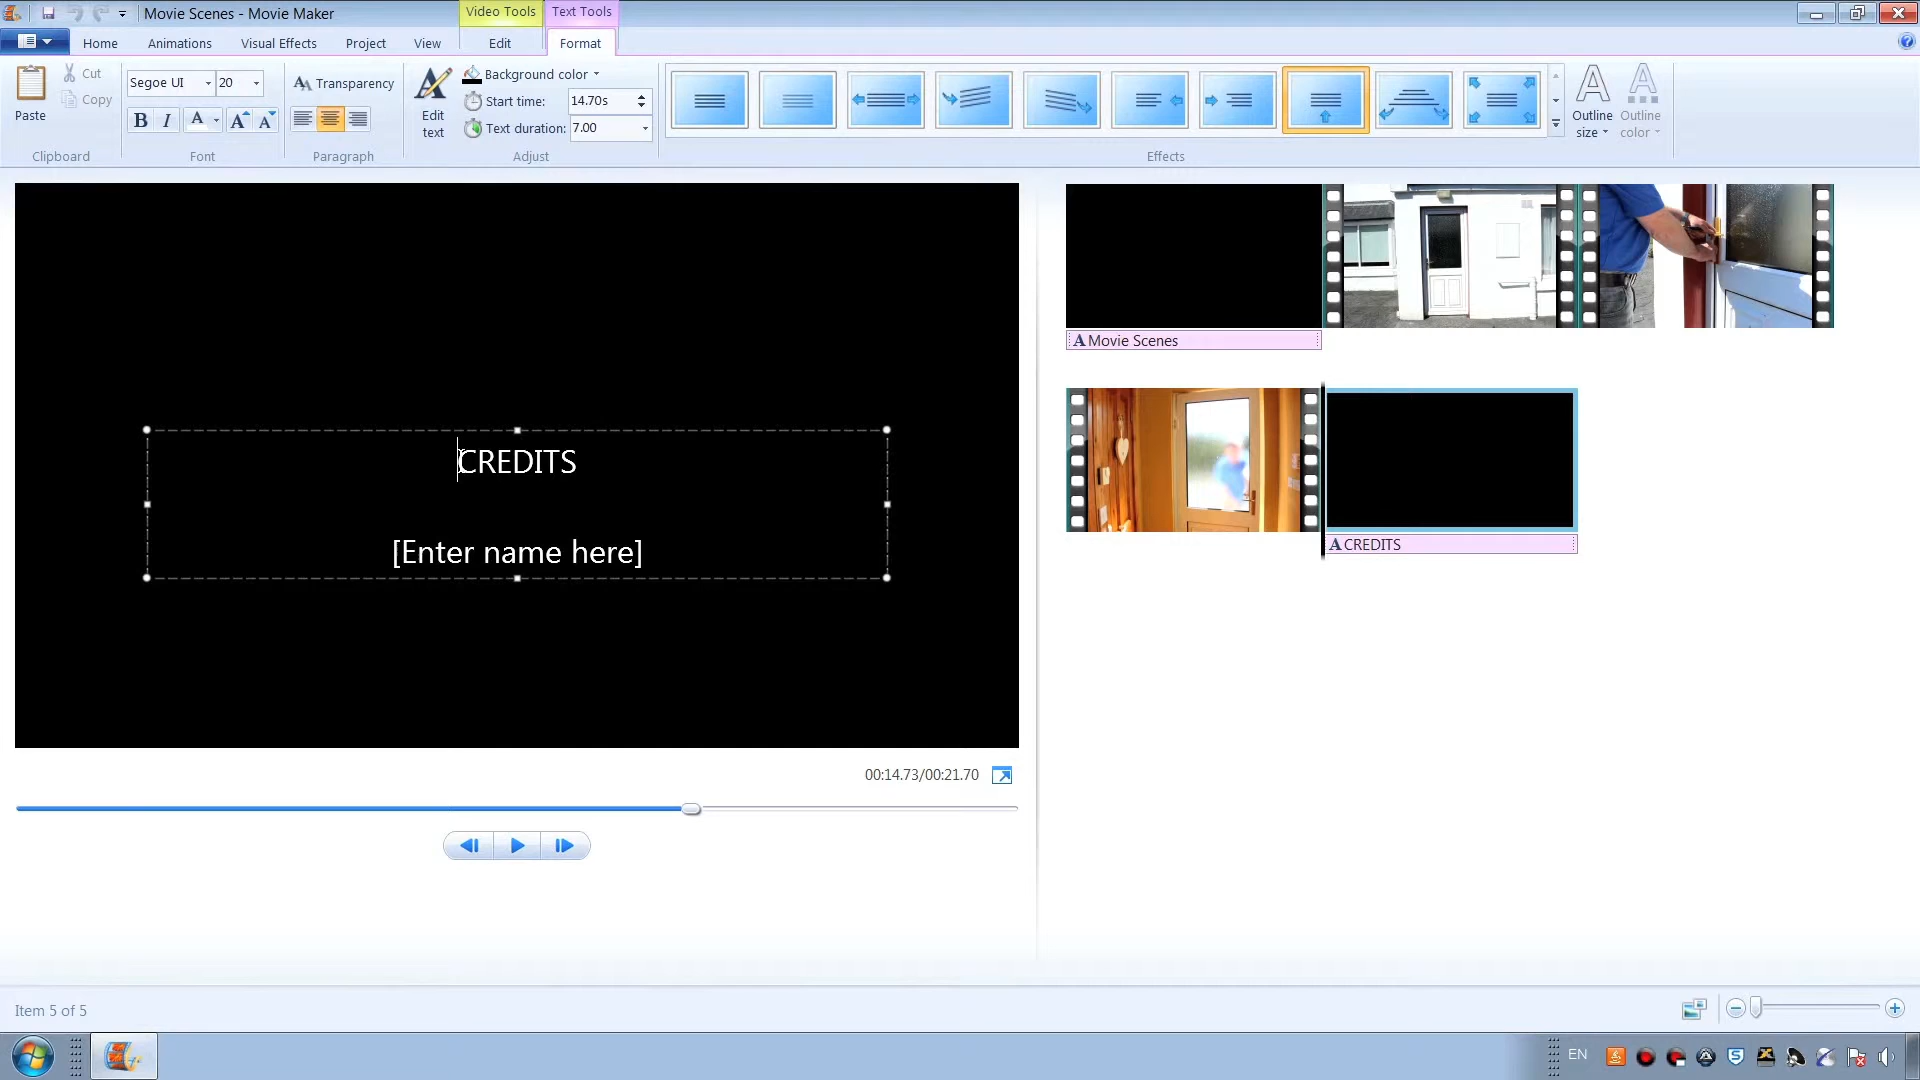 Movie Scenes - Movie Maker
Video Tools
Text Tools
Home
Animations
Visual Effects
Project
View
Edit
Format
Paste
Cut
Copy
Clipboard
Segoe UI
20
B
I
A
A
A
Font
Transparency
Paragraph
Edit
text
Background color
Start time:
14.70s
Text duration:
7.00
Adjust
Effects
Outline
size
Outline
color
CREDITS
[Enter name here]
A Movie Scenes
A CREDITS
00:14.73/00:21.70
Item 5 of 5
EN